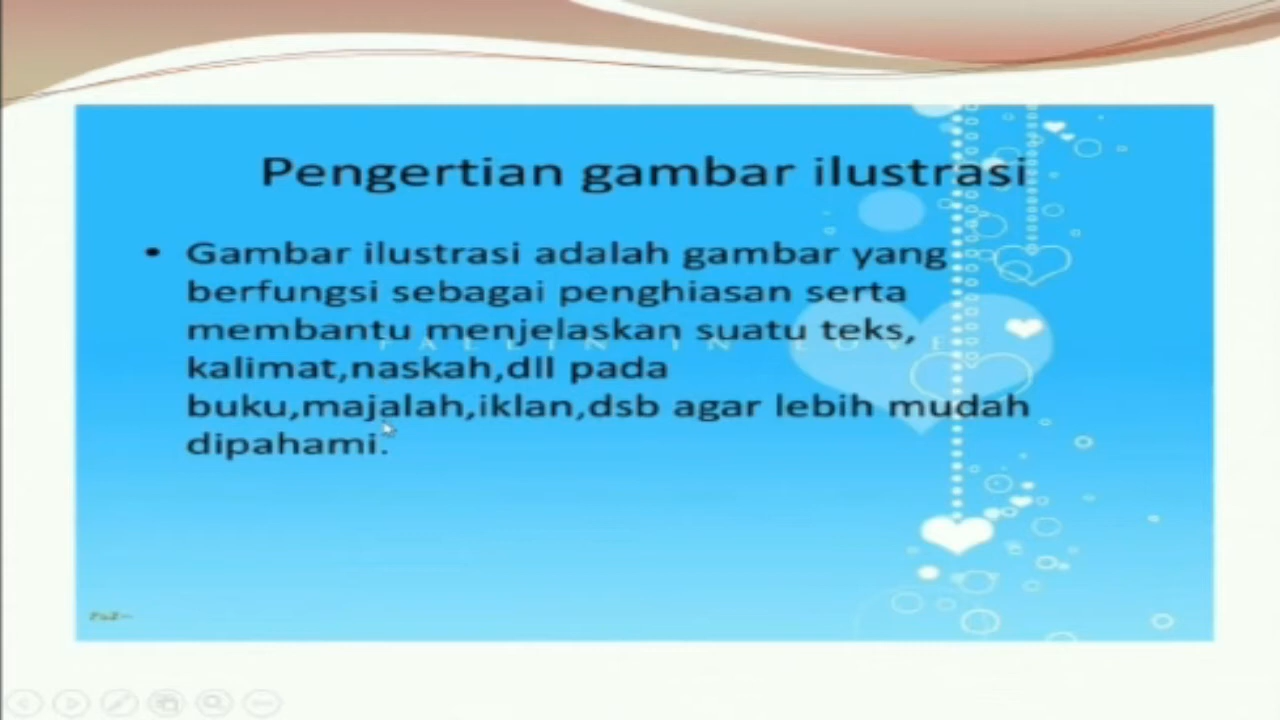 Pengertian gambar ilustrasi
• Gambar ilustrasi adalah gambar yang
berfungsi sebagai penghiasan serta
membantu menjelaskan suatu teks,
kalimat,naskah,dll pada
buku,majalah,iklan,dsb agar lebih mudah
dipahami.